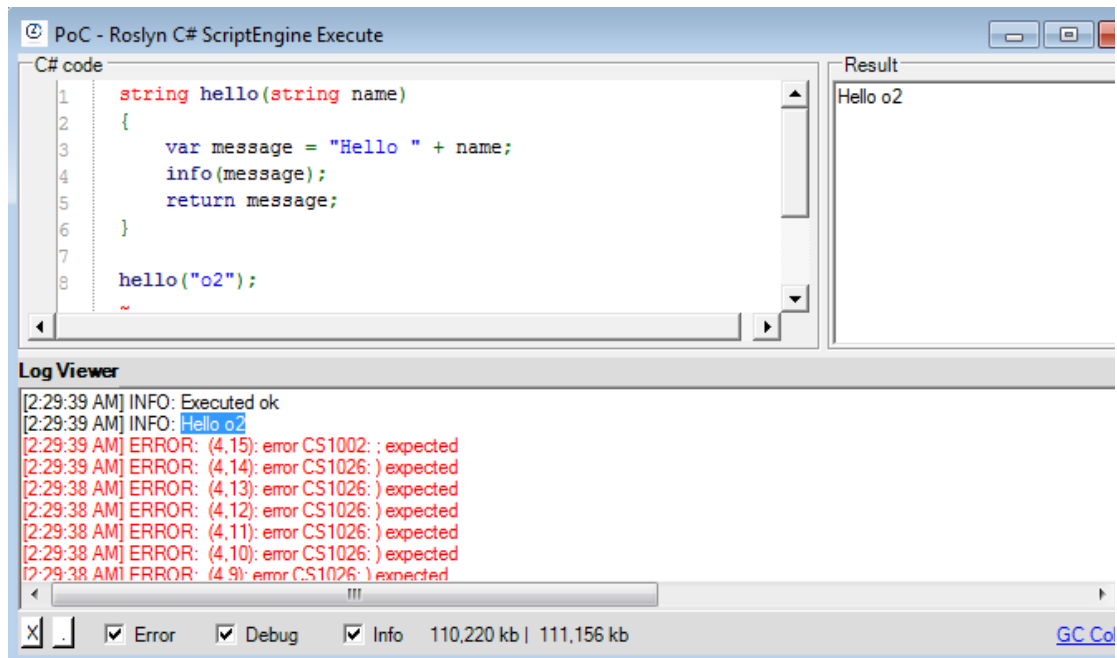 PoC - Roslyn C# ScriptEngine Execute
C# code
1 string hello(string name)
2 {
3 var message = "Hello " + name;
4 info(message);
5 return message;
6 }
7
8 hello("o2");
~
Result
Hello o2
Log Viewer
[2:29:39 AM] INFO: Executed ok
[2:29:39 AM] INFO: Hello o2
[2:29:39 AM] ERROR: (4,15): error CS1002: ; expected
[2:29:39 AM] ERROR: (4,14): error CS1026: ) expected
[2:29:38 AM] ERROR: (4,13): error CS1026: ) expected
[2:29:38 AM] ERROR: (4,12): error CS1026: ) expected
[2:29:38 AM] ERROR: (4,11): error CS1026: ) expected
[2:29:38 AM] ERROR: (4,10): error CS1026: ) expected
[2:29:38 AM] ERROR: (4,9): error CS1026: ) expected
X . Error Debug Info 110,220 kb | 111,156 kb GC Col